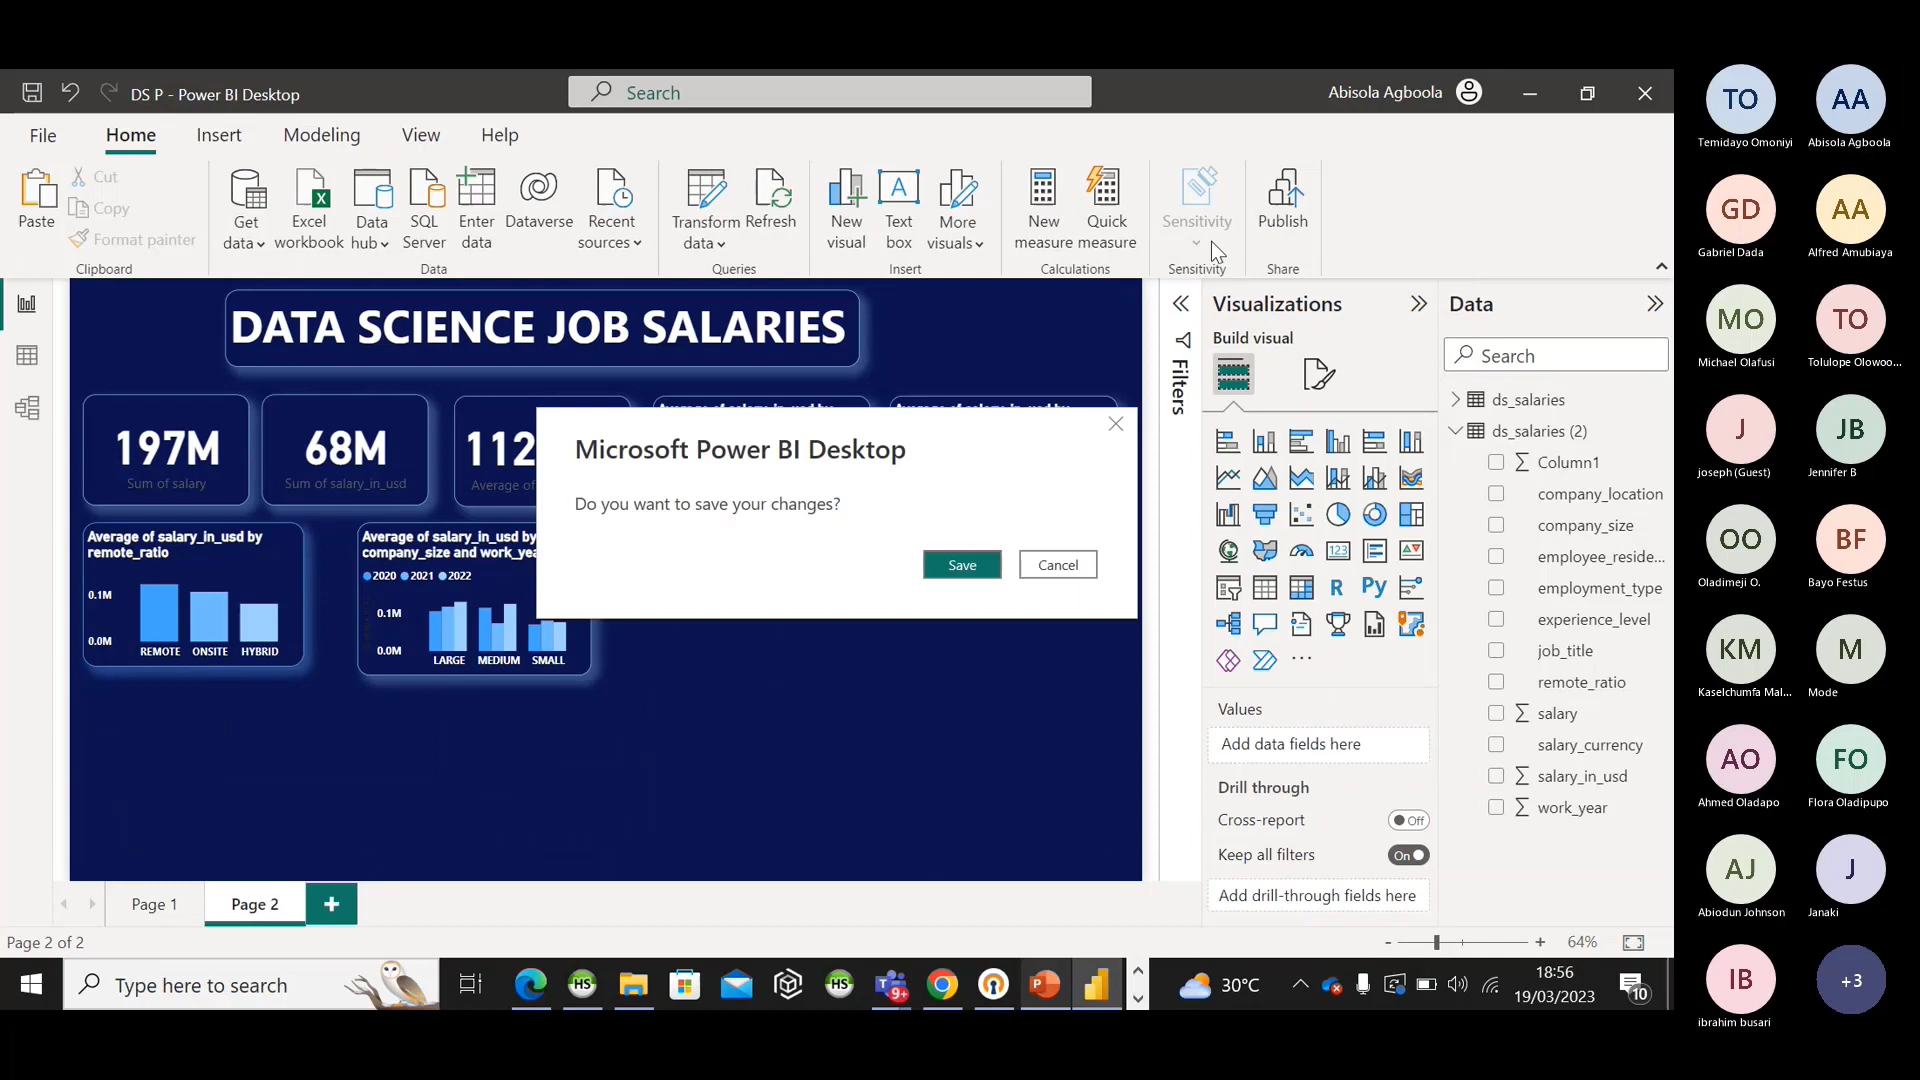 DS P - Power BI Desktop
Search
Abisola Agboola
File
Home
Insert
Modeling
View
Help
Paste
Cut
Copy
Format painter
Clipboard
Get data
Excel workbook
Data hub
SQL Server
Enter data
Dataverse
Recent sources
Data
Transform data
Refresh
Queries
New visual
Text box
More visuals
Insert
New measure
Quick measure
Calculations
Sensitivity
Sensitivity
Publish
Share
DATA SCIENCE JOB SALARIES
197M
Sum of salary
68M
Sum of salary_in_usd
112
Average of
Average of salary_in_usd by
remote_ratio
0.1M
0.0M
REMOTE
ONSITE
HYBRID
Average of salary_in_usd by
company_size and work_yea
2020
2021
2022
0.1M
0.0M
LARGE
MEDIUM
SMALL
Microsoft Power BI Desktop
Do you want to save your changes?
Save
Cancel
Filters
Visualizations
Build visual
123
R
Py
Values
Add data fields here
Drill through
Cross-report
Off
Keep all filters
On
Add drill-through fields here
Data
Search
ds_salaries
ds_salaries (2)
Column1
company_location
company_size
employee_reside...
employment_type
experience_level
job_title
remote_ratio
salary
salary_currency
salary_in_usd
work_year
Page 1
Page 2
Page 2 of 2
64%
Type here to search
HS
HS
9+
30°C
18:56
19/03/2023
10
TO
Temidayo Omoniyi
AA
Abisola Agboola
GD
Gabriel Dada
AA
Alfred Amubiaya
MO
Michael Olafusi
TO
Tolulope Olowoo...
J
joseph (Guest)
JB
Jennifer B
OO
Oladimeji O.
BF
Bayo Festus
KM
Kaselchumfa Mal...
M
Mode
AO
Ahmed Oladapo
FO
Flora Oladipupo
AJ
Abiodun Johnson
J
Janaki
IB
ibrahim busari
+3